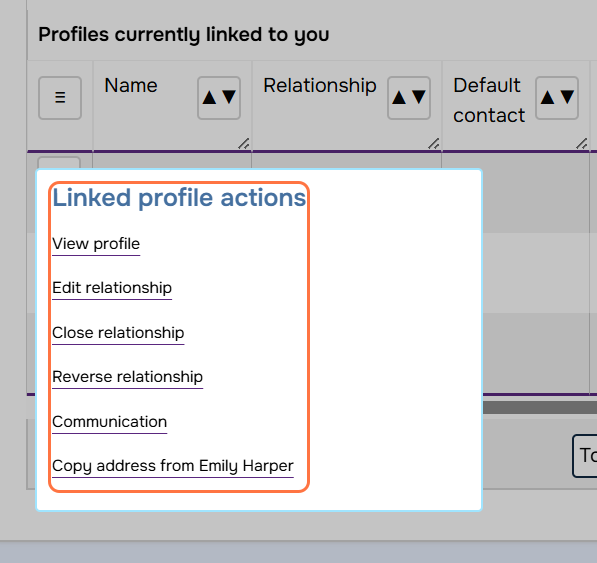 Profiles currently linked to you
☰ Name ▲▼ Relationship ▲▼ Default contact ▲▼
Linked profile actions
View profile
Edit relationship
Close relationship
Reverse relationship
Communication
Copy address from Emily Harper